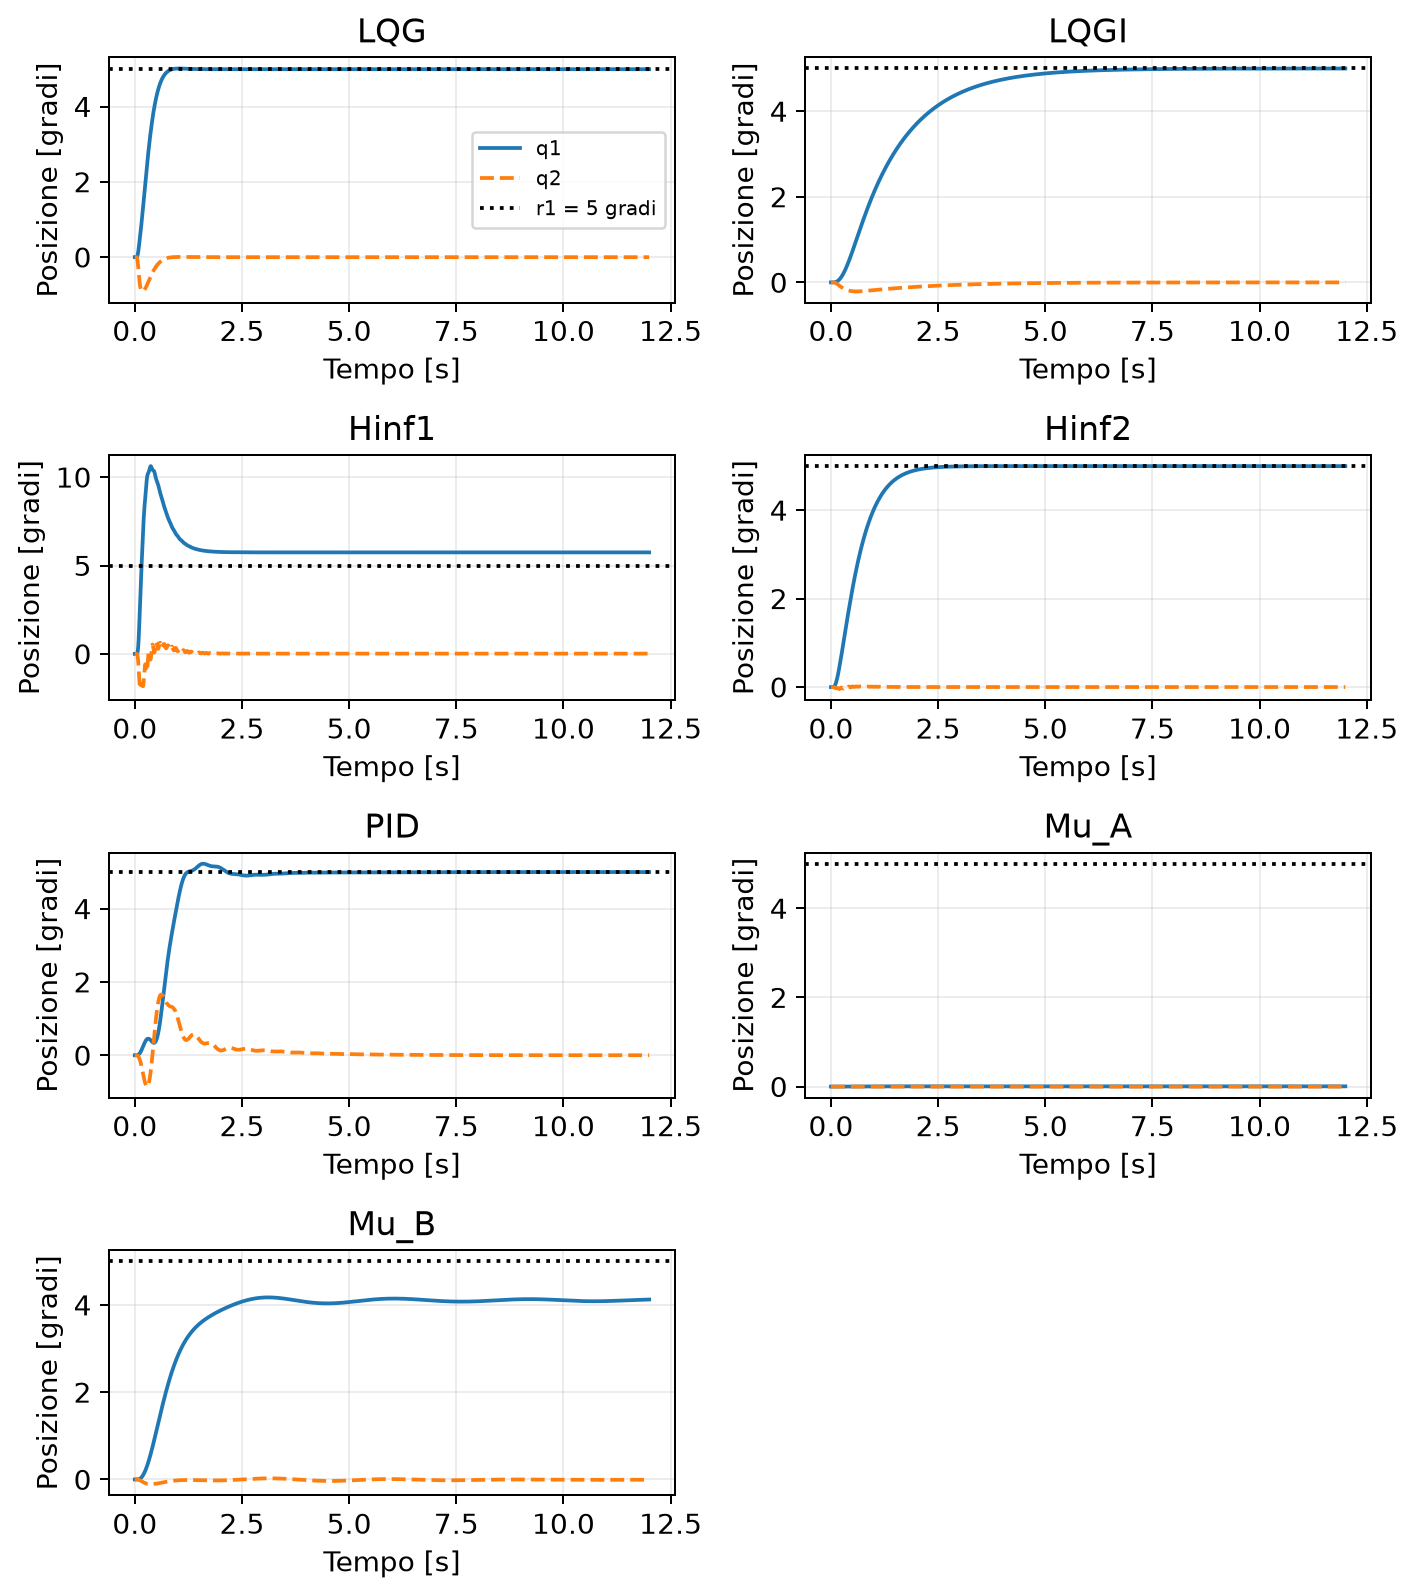 LQG
Posizione [gradi]
4
2
0
q1
q2
r1 = 5 gradi
0.0 2.5 5.0 7.5 10.0 12.5
Tempo [s]
LQGI
Posizione [gradi]
4
2
0
0.0 2.5 5.0 7.5 10.0 12.5
Tempo [s]
Hinf1
Posizione [gradi]
10
5
0
0.0 2.5 5.0 7.5 10.0 12.5
Tempo [s]
Hinf2
Posizione [gradi]
4
2
0
0.0 2.5 5.0 7.5 10.0 12.5
Tempo [s]
PID
Posizione [gradi]
4
2
0
0.0 2.5 5.0 7.5 10.0 12.5
Tempo [s]
Mu_A
Posizione [gradi]
4
2
0
0.0 2.5 5.0 7.5 10.0 12.5
Tempo [s]
Mu_B
Posizione [gradi]
4
2
0
0.0 2.5 5.0 7.5 10.0 12.5
Tempo [s]